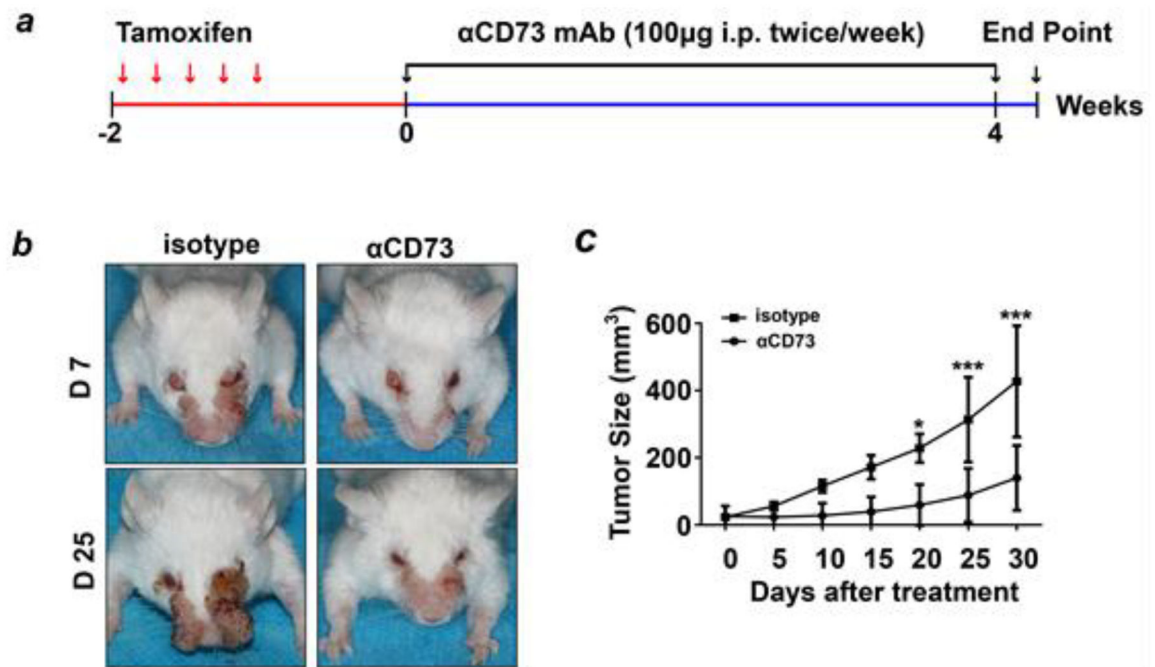 a
Tamoxifen
αCD73 mAb (100μg i.p. twice/week)
End Point
-2
0
4
Weeks
b
isotype
αCD73
D 7
D 25
c
isotype
αCD73
Tumor Size (mm³)
600
400
200
0
*
***
***
0 5 10 15 20 25 30
Days after treatment